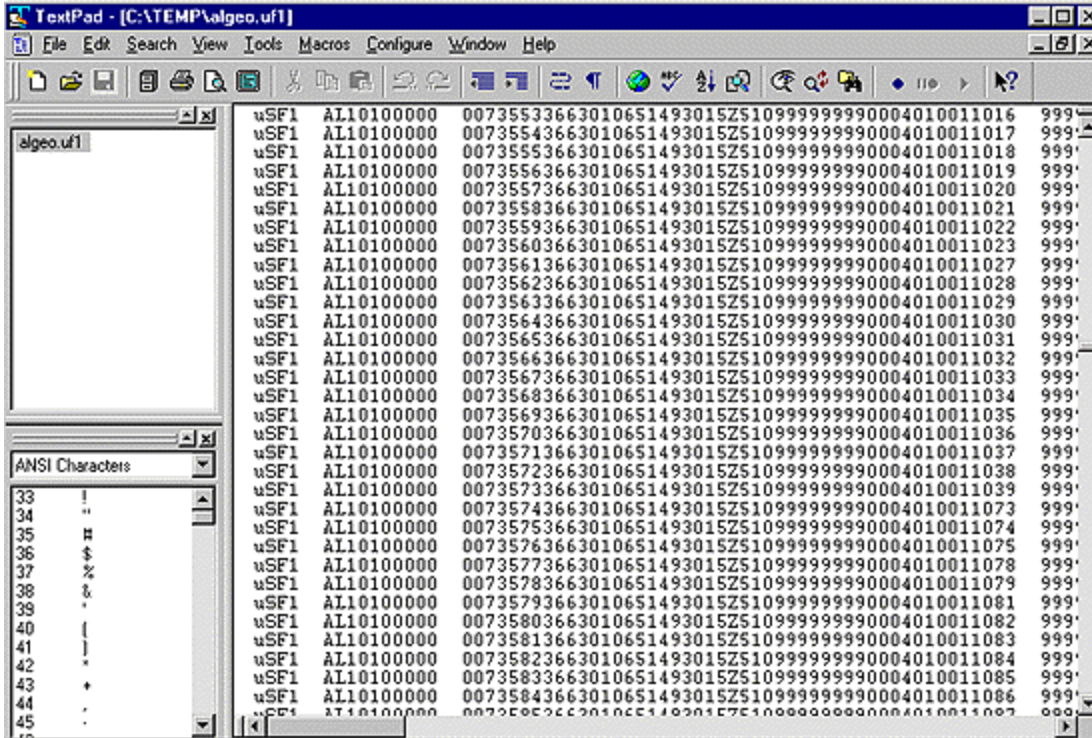 TextPad - [C:\TEMP\algeo.uf1]
File Edit Search View Tools Macros Configure Window Help
algeo.uf1
ANSI Characters
33 !
34 "
35 #
36 $
37 %
38 &
39 '
40 (
41 )
42 *
43 +
44 ,
45 -
uSF1 AL10100000 00735533663010651493015Z5109999999990004010011016 999
uSF1 AL10100000 00735543663010651493015Z5109999999990004010011017 999
uSF1 AL10100000 00735553663010651493015Z5109999999990004010011018 999
uSF1 AL10100000 00735563663010651493015Z5109999999990004010011019 999
uSF1 AL10100000 00735573663010651493015Z5109999999990004010011020 999
uSF1 AL10100000 00735583663010651493015Z5109999999990004010011021 999
uSF1 AL10100000 00735593663010651493015Z5109999999990004010011022 999
uSF1 AL10100000 00735603663010651493015Z5109999999990004010011023 999
uSF1 AL10100000 00735613663010651493015Z5109999999990004010011027 999
uSF1 AL10100000 00735623663010651493015Z5109999999990004010011028 999
uSF1 AL10100000 00735633663010651493015Z5109999999990004010011029 999
uSF1 AL10100000 00735643663010651493015Z5109999999990004010011030 999
uSF1 AL10100000 00735653663010651493015Z5109999999990004010011031 999
uSF1 AL10100000 00735663663010651493015Z5109999999990004010011032 999
uSF1 AL10100000 00735673663010651493015Z5109999999990004010011033 999
uSF1 AL10100000 00735683663010651493015Z5109999999990004010011034 999
uSF1 AL10100000 00735693663010651493015Z5109999999990004010011035 999
uSF1 AL10100000 00735703663010651493015Z5109999999990004010011036 999
uSF1 AL10100000 00735713663010651493015Z5109999999990004010011037 999
uSF1 AL10100000 00735723663010651493015Z5109999999990004010011038 999
uSF1 AL10100000 00735733663010651493015Z5109999999990004010011039 999
uSF1 AL10100000 00735743663010651493015Z5109999999990004010011073 999
uSF1 AL10100000 00735753663010651493015Z5109999999990004010011074 999
uSF1 AL10100000 00735763663010651493015Z5109999999990004010011075 999
uSF1 AL10100000 00735773663010651493015Z5109999999990004010011078 999
uSF1 AL10100000 00735783663010651493015Z5109999999990004010011079 999
uSF1 AL10100000 00735793663010651493015Z5109999999990004010011081 999
uSF1 AL10100000 00735803663010651493015Z5109999999990004010011082 999
uSF1 AL10100000 00735813663010651493015Z5109999999990004010011083 999
uSF1 AL10100000 00735823663010651493015Z5109999999990004010011084 999
uSF1 AL10100000 00735833663010651493015Z5109999999990004010011085 999
uSF1 AL10100000 00735843663010651493015Z5109999999990004010011086 999